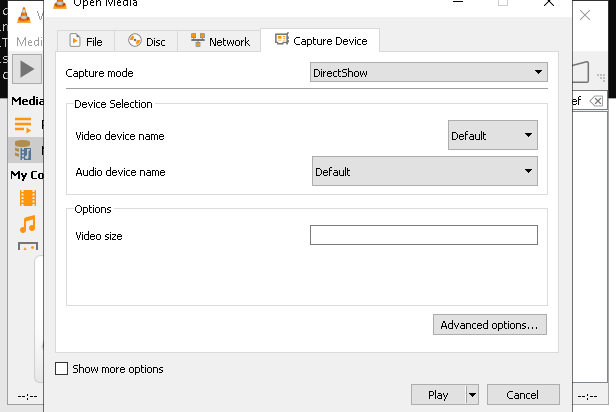 Open Media
Medi
File
Disc
Network
Capture Device
Capture mode
DirectShow
Device Selection
Video device name
Default
Audio device name
Default
Options
Video size
Advanced options...
Show more options
Play
Cancel
Media
My Co
ef
--:--
--:--